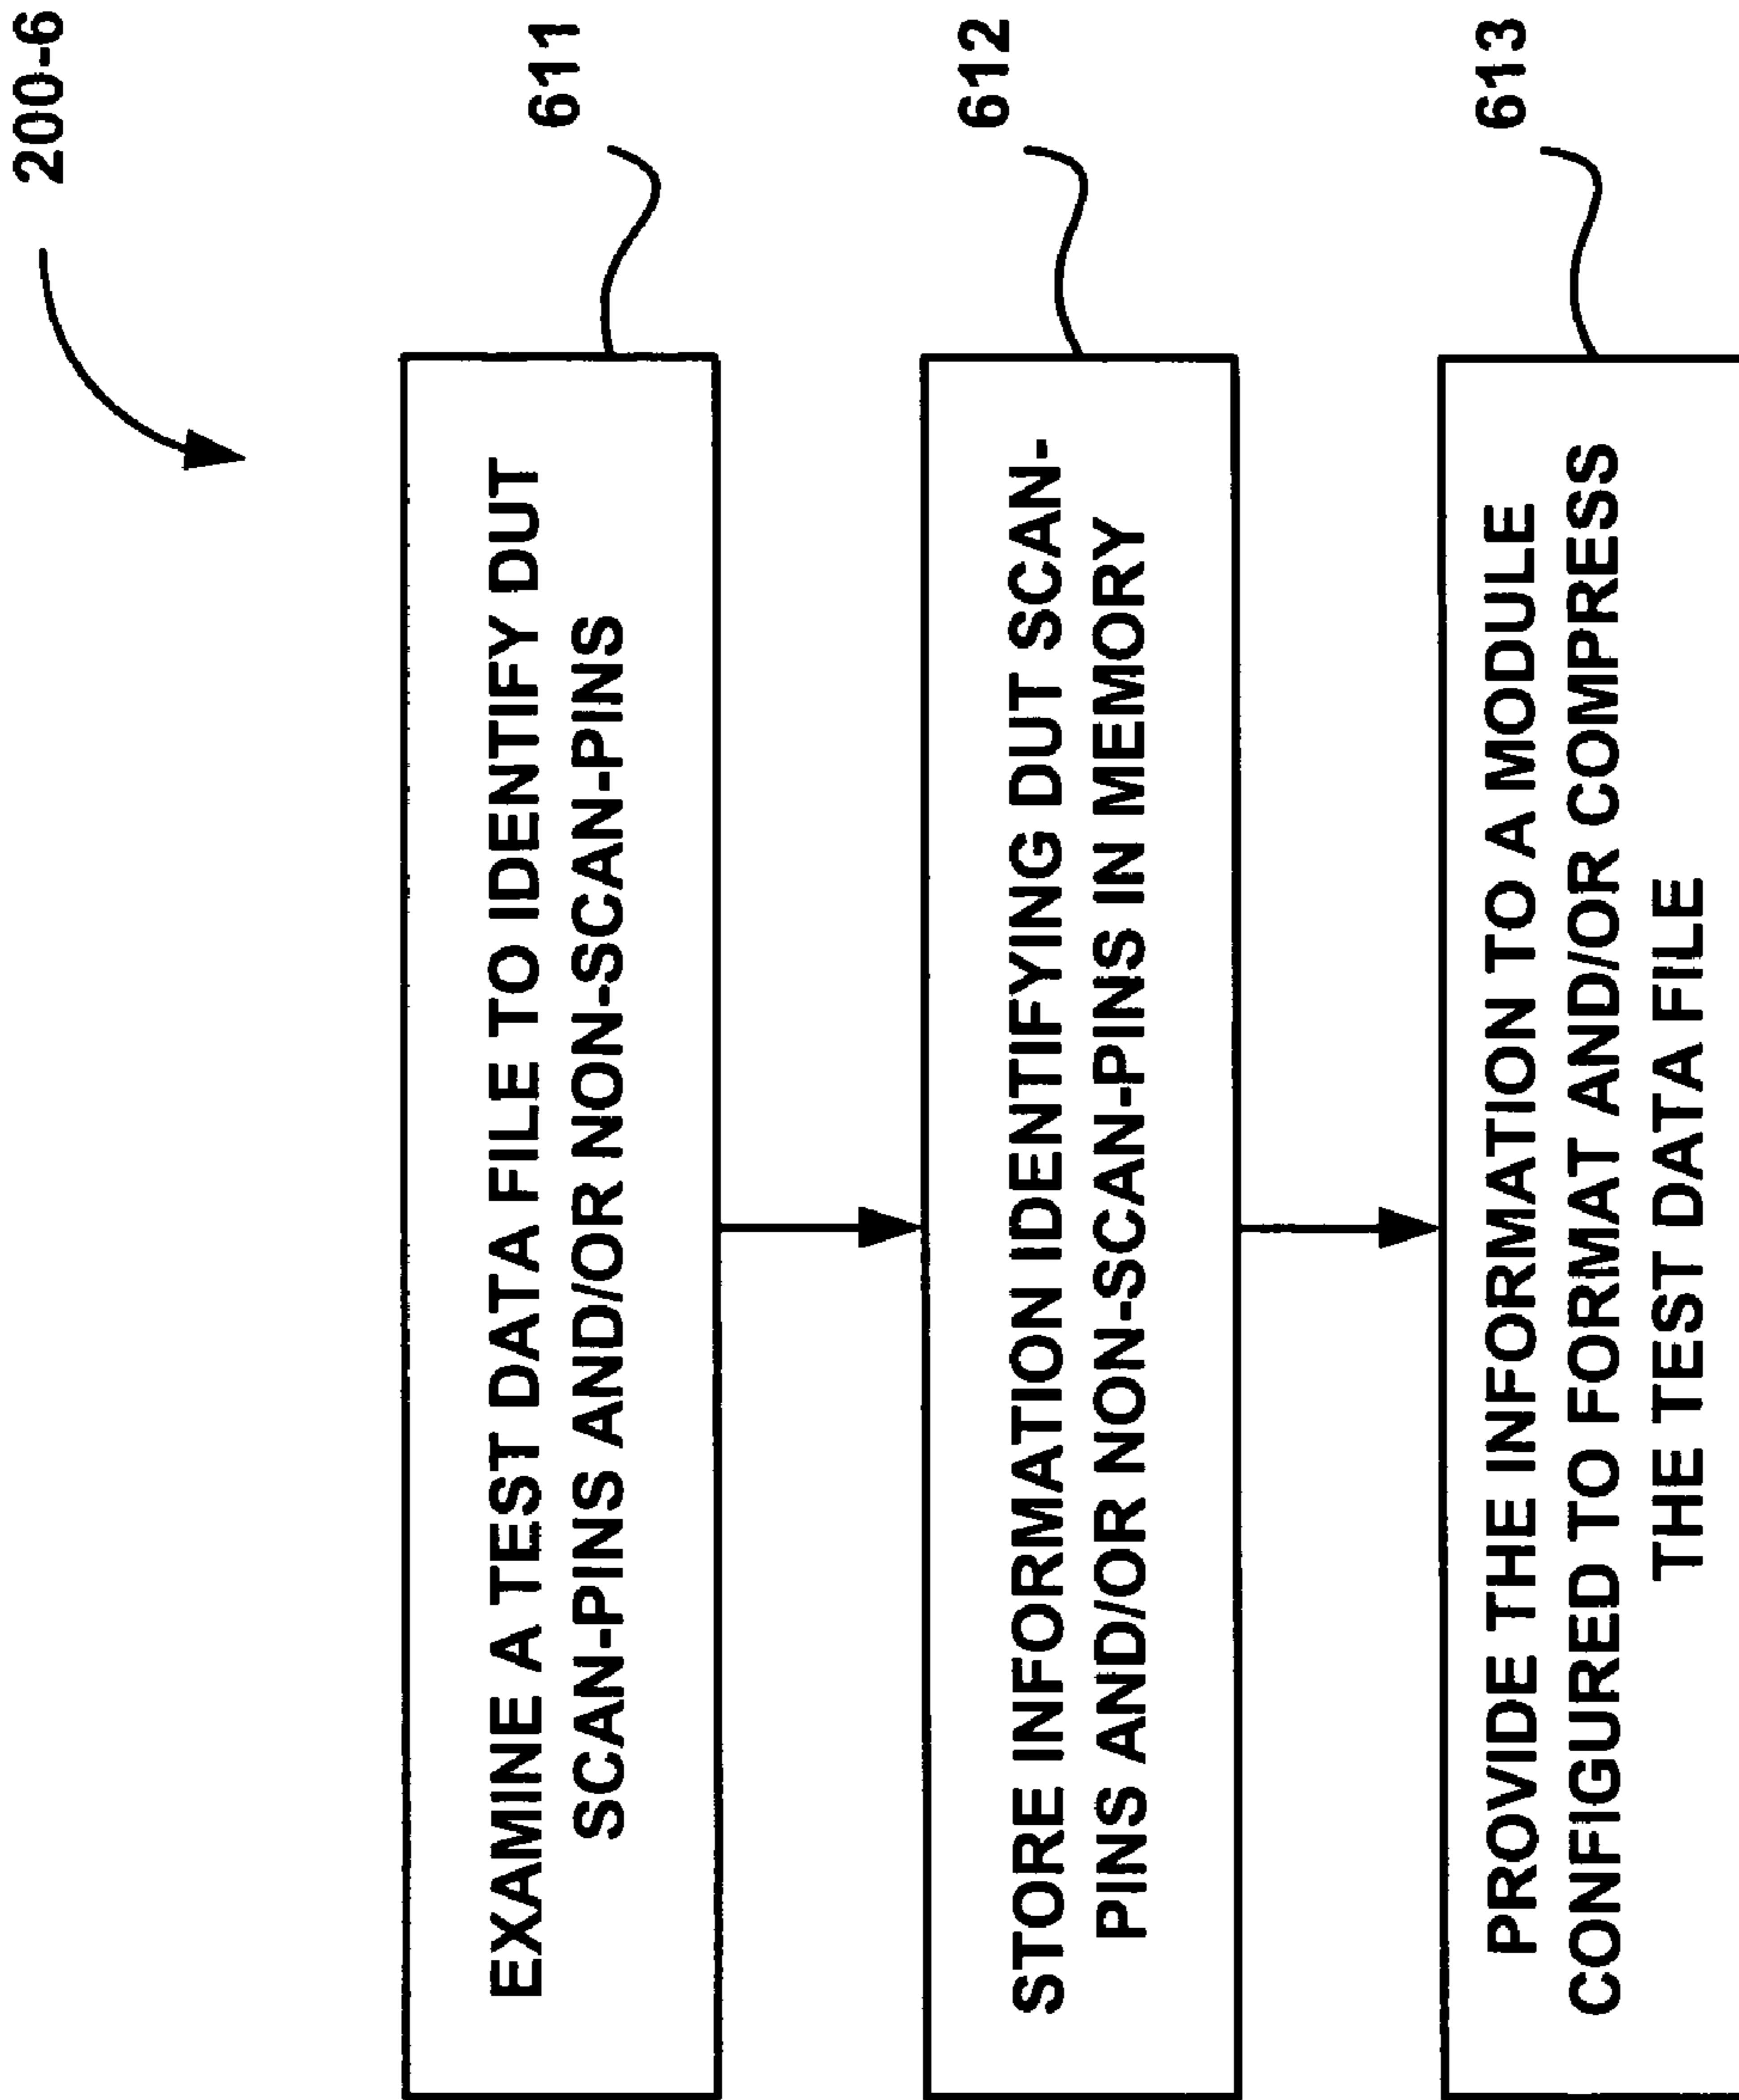 200-6
EXAMINE A TEST DATA FILE TO IDENTIFY DUT
SCAN-PINS AND/OR NON-SCAN-PINS
611
STORE INFORMATION IDENTIFYING DUT SCAN-
PINS AND/OR NON-SCAN-PINS IN MEMORY
612
PROVIDE THE INFORMATION TO A MODULE
CONFIGURED TO FORMAT AND/OR COMPRESS
THE TEST DATA FILE
613